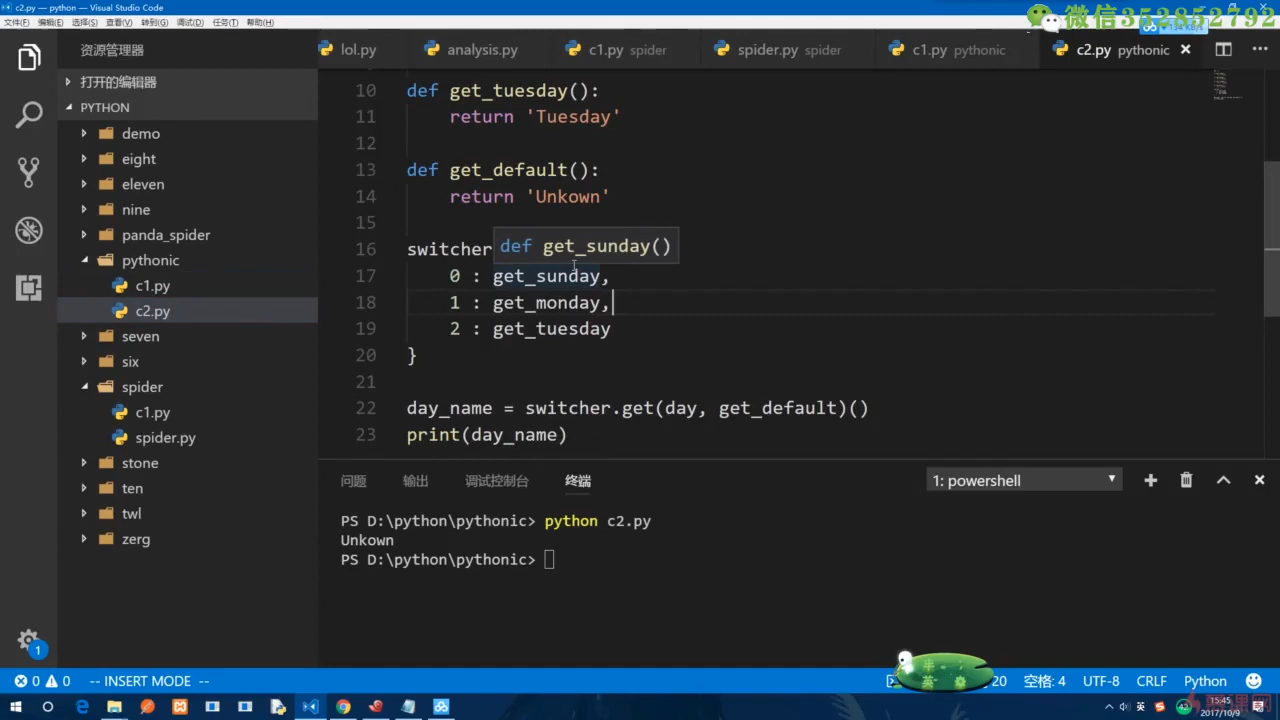 c2.py — python — Visual Studio Code
微信352852792
文件(F) 编辑(E) 选择(S) 查看(V) 转到(G) 调试(D) 任务(T) 帮助(H)
资源管理器
lol.py
analysis.py
c1.py spider
spider.py spider
c1.py pythonic
c2.py pythonic
打开的编辑器
PYTHON
demo
eight
eleven
nine
panda_spider
pythonic
c1.py
c2.py
seven
six
spider
c1.py
spider.py
stone
ten
twl
zerg
10 def get_tuesday():
11 return 'Tuesday'
12
13 def get_default():
14 return 'Unkown'
15
16 switcher
def get_sunday()
17 0 : get_sunday,
18 1 : get_monday,
19 2 : get_tuesday
20 }
21
22 day_name = switcher.get(day, get_default)()
23 print(day_name)
问题 输出 调试控制台 终端
1: powershell
PS D:\python\pythonic> python c2.py
Unkown
PS D:\python\pythonic>
1
0 0 -- INSERT MODE --
半
英
20 空格: 4 UTF-8 CRLF Python
英
15:45
2017/10/9